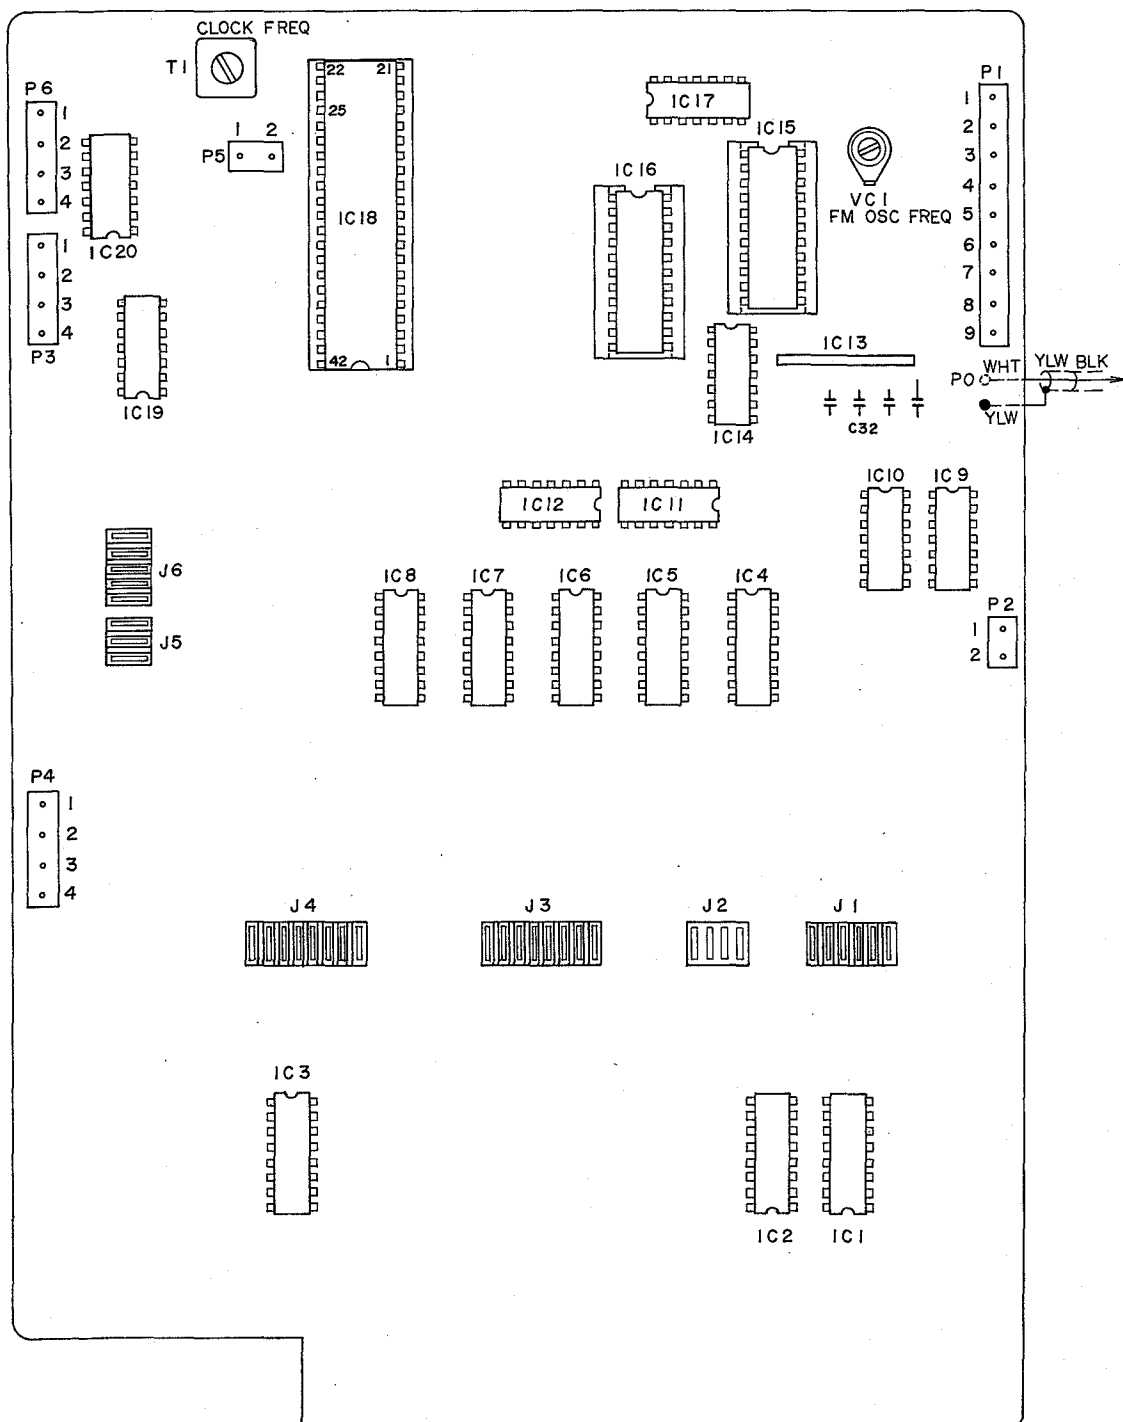 CLOCK FREQ
T1
P6
1
2
3
4
22 21
25
IC18
42 1
1 2
P5
IC20
P3
1
2
3
4
IC19
IC17
IC15
IC16
VC1
FM OSC FREQ
P1
1
2
3
4
5
6
7
8
9
IC13
IC14
C32
P0 WHT YLW BLK
YLW
IC12 IC11
IC10 IC9
J6
J5
IC8 IC7 IC6 IC5 IC4
P2
1
2
P4
1
2
3
4
J4 J3 J2 J1
IC3
IC2 IC1